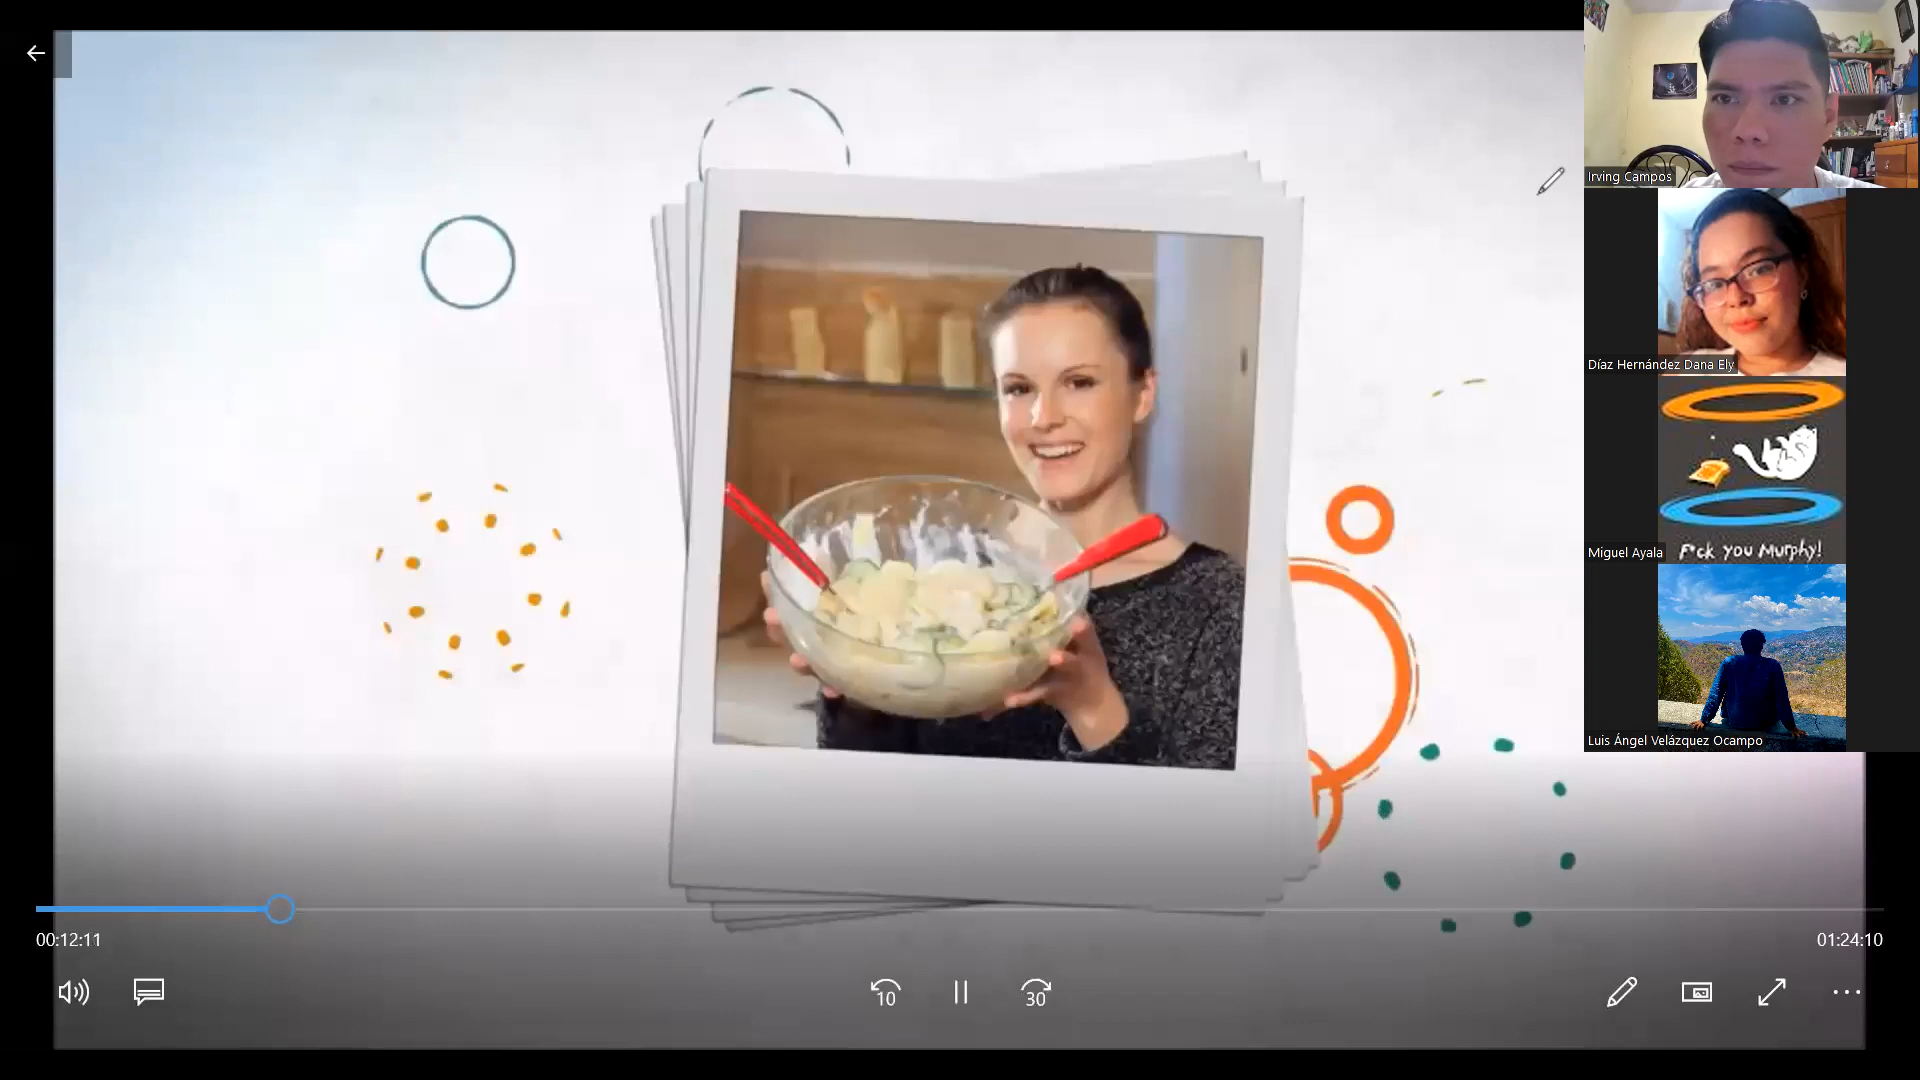 Irving Campos
Díaz Hernández Dana Ely
Miguel Ayala
F*ck you Murphy!
Luis Ángel Velázquez Ocampo
00:12:11
01:24:10
10
30